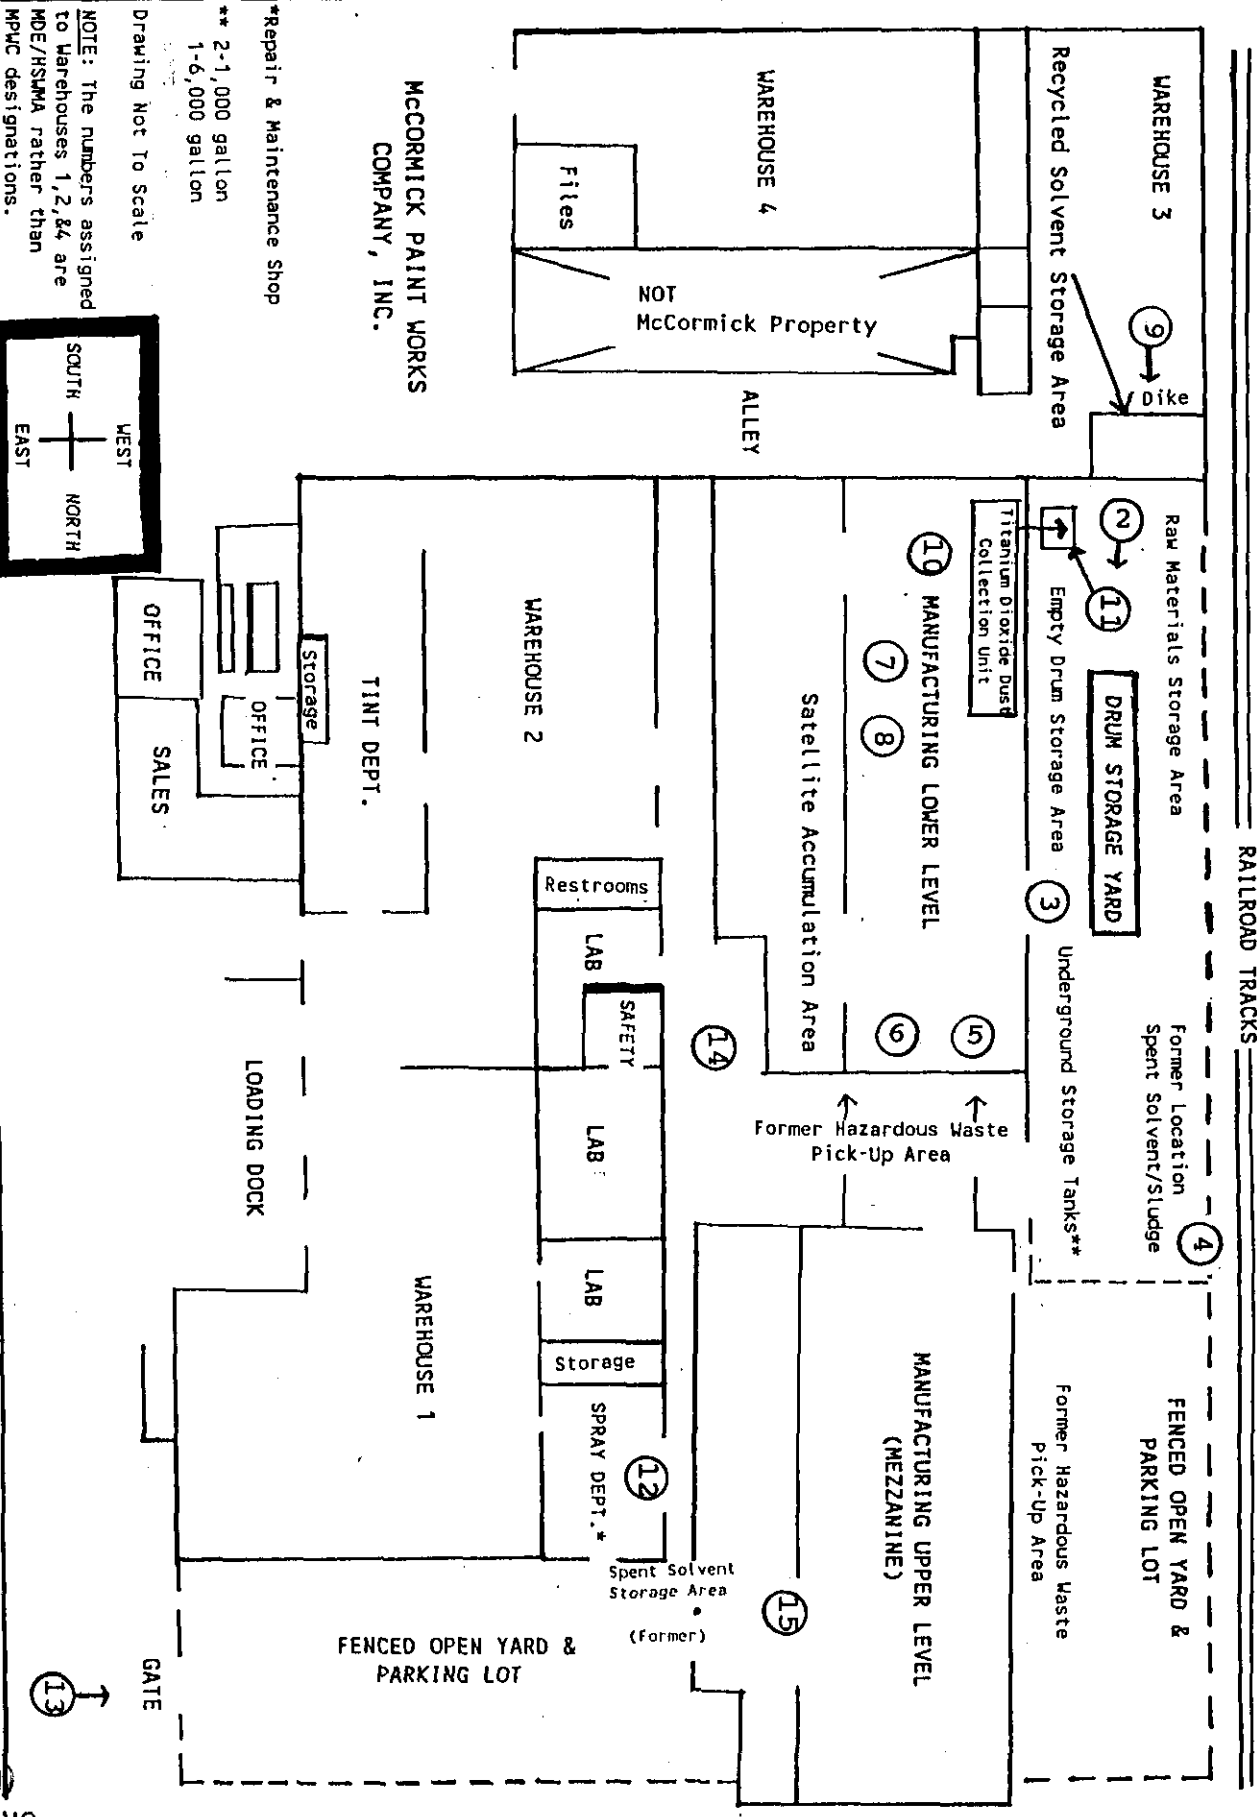 RAILROAD TRACKS
WAREHOUSE 3
Recycled Solvent Storage Area
9
Dike
WAREHOUSE 4
Files
NOT
McCormick Property
ALLEY
McCORMICK PAINT WORKS
COMPANY, INC.
*Repair & Maintenance Shop
** 2-1,000 gallon
1-6,000 gallon
Drawing Not To Scale
NOTE: The numbers assigned
to Warehouses 1,2,&4 are
MDE/HSWMA rather than
MPWC designations.
SOUTH
WEST
EAST
NORTH
Raw Materials Storage Area
2
11
DRUM STORAGE YARD
Empty Drum Storage Area
3
Titanium Dioxide Dust
Collection Unit
10
MANUFACTURING LOWER LEVEL
7
8
6
5
Satellite Accumulation Area
Underground Storage Tanks**
Former Location
Spent Solvent/Sludge
4
Former Hazardous Waste
Pick-Up Area
14
WAREHOUSE 2
TINT DEPT.
Storage
OFFICE
OFFICE
SALES
Restrooms
LAB
SAFETY
LAB
LAB
Storage
SPRAY DEPT.*
12
LOADING DOCK
WAREHOUSE 1
MANUFACTURING UPPER LEVEL
(MEZZANINE)
Former Hazardous Waste
Pick-Up Area
FENCED OPEN YARD &
PARKING LOT
Spent Solvent
Storage Area
(Former)
15
FENCED OPEN YARD &
PARKING LOT
GATE
13